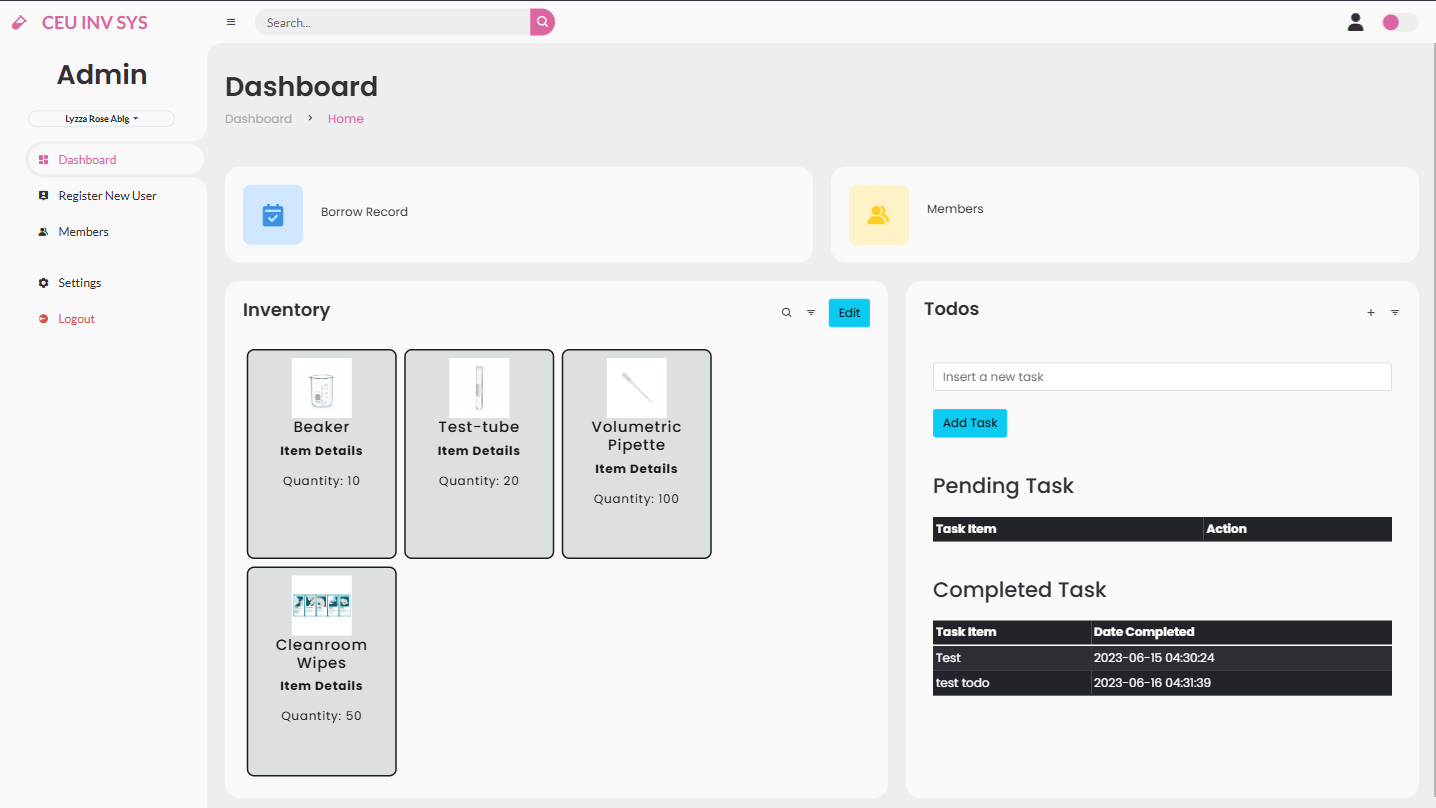 CEU INV SYS
Search...
Admin
Lyzza Rose Ablg
Dashboard
Register New User
Members
Settings
Logout
Dashboard
Dashboard > Home
Borrow Record
Members
Inventory
Edit
Beaker
Item Details
Quantity: 10
Test-tube
Item Details
Quantity: 20
Volumetric
Pipette
Item Details
Quantity: 100
Cleanroom
Wipes
Item Details
Quantity: 50
Todos
Insert a new task
Add Task
Pending Task
Task Item Action
Completed Task
Task Item Date Completed
Test 2023-06-15 04:30:24
test todo 2023-06-16 04:31:39